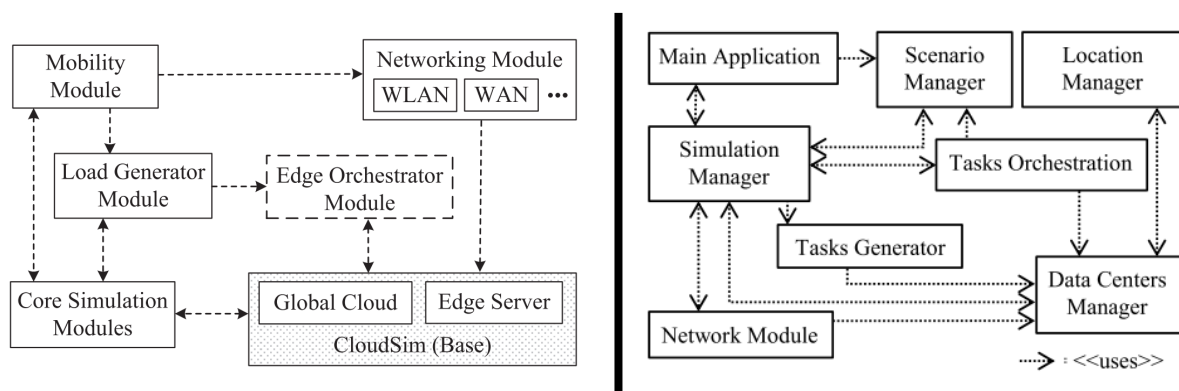 Mobility
Module
Networking Module
WLAN
WAN
•••
Load Generator
Module
Edge Orchestrator
Module
Core Simulation
Modules
Global Cloud
Edge Server
CloudSim (Base)
Main Application
Scenario
Manager
Location
Manager
Simulation
Manager
Tasks Orchestration
Tasks Generator
Data Centers
Manager
Network Module
: <<uses>>